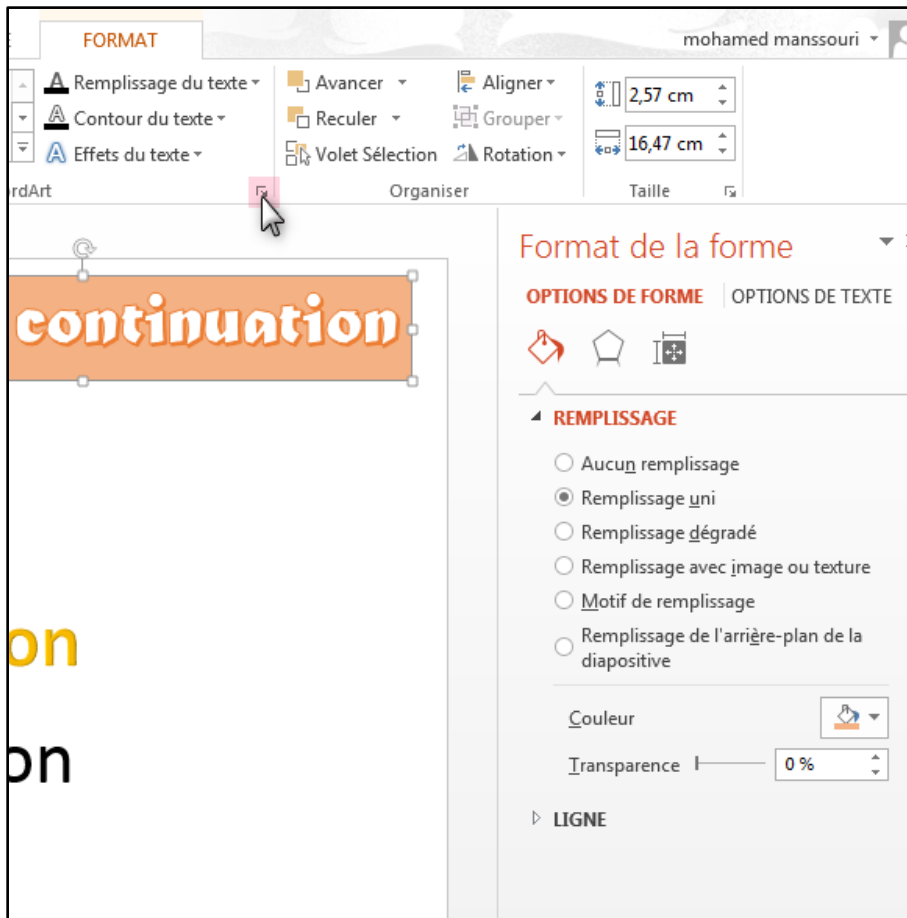 FORMAT
mohamed manssouri
Remplissage du texte
Avancer
Aligner
2,57 cm
Contour du texte
Reculer
Grouper
16,47 cm
Effets du texte
Volet Sélection
Rotation
rdArt
Organiser
Taille
Format de la forme
OPTIONS DE FORME
OPTIONS DE TEXTE
continuation
REMPLISSAGE
Aucun remplissage
Remplissage uni
Remplissage dégradé
Remplissage avec image ou texture
Motif de remplissage
Remplissage de l'arrière-plan de la
diapositive
on
Couleur
on
Transparence
0 %
LIGNE